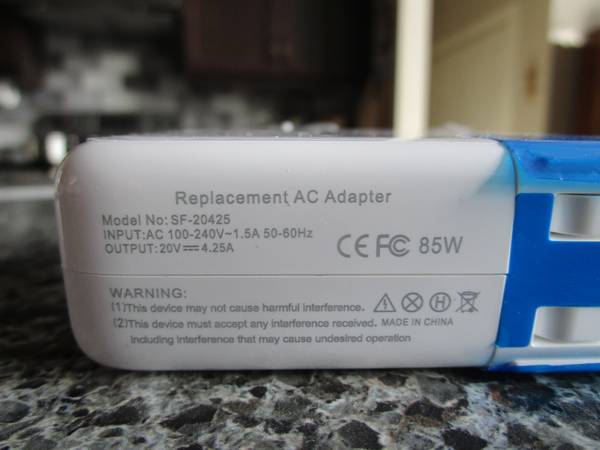 Replacement AC Adapter
Model No: SF-20425
INPUT:AC 100-240V~1.5A 50-60Hz
OUTPUT:20V⎓4.25A
CE FC 85W
WARNING:
(1)This device may not cause harmful interference.
(2)This device must accept any interference received. MADE IN CHINA
including interference that may cause undesired operation